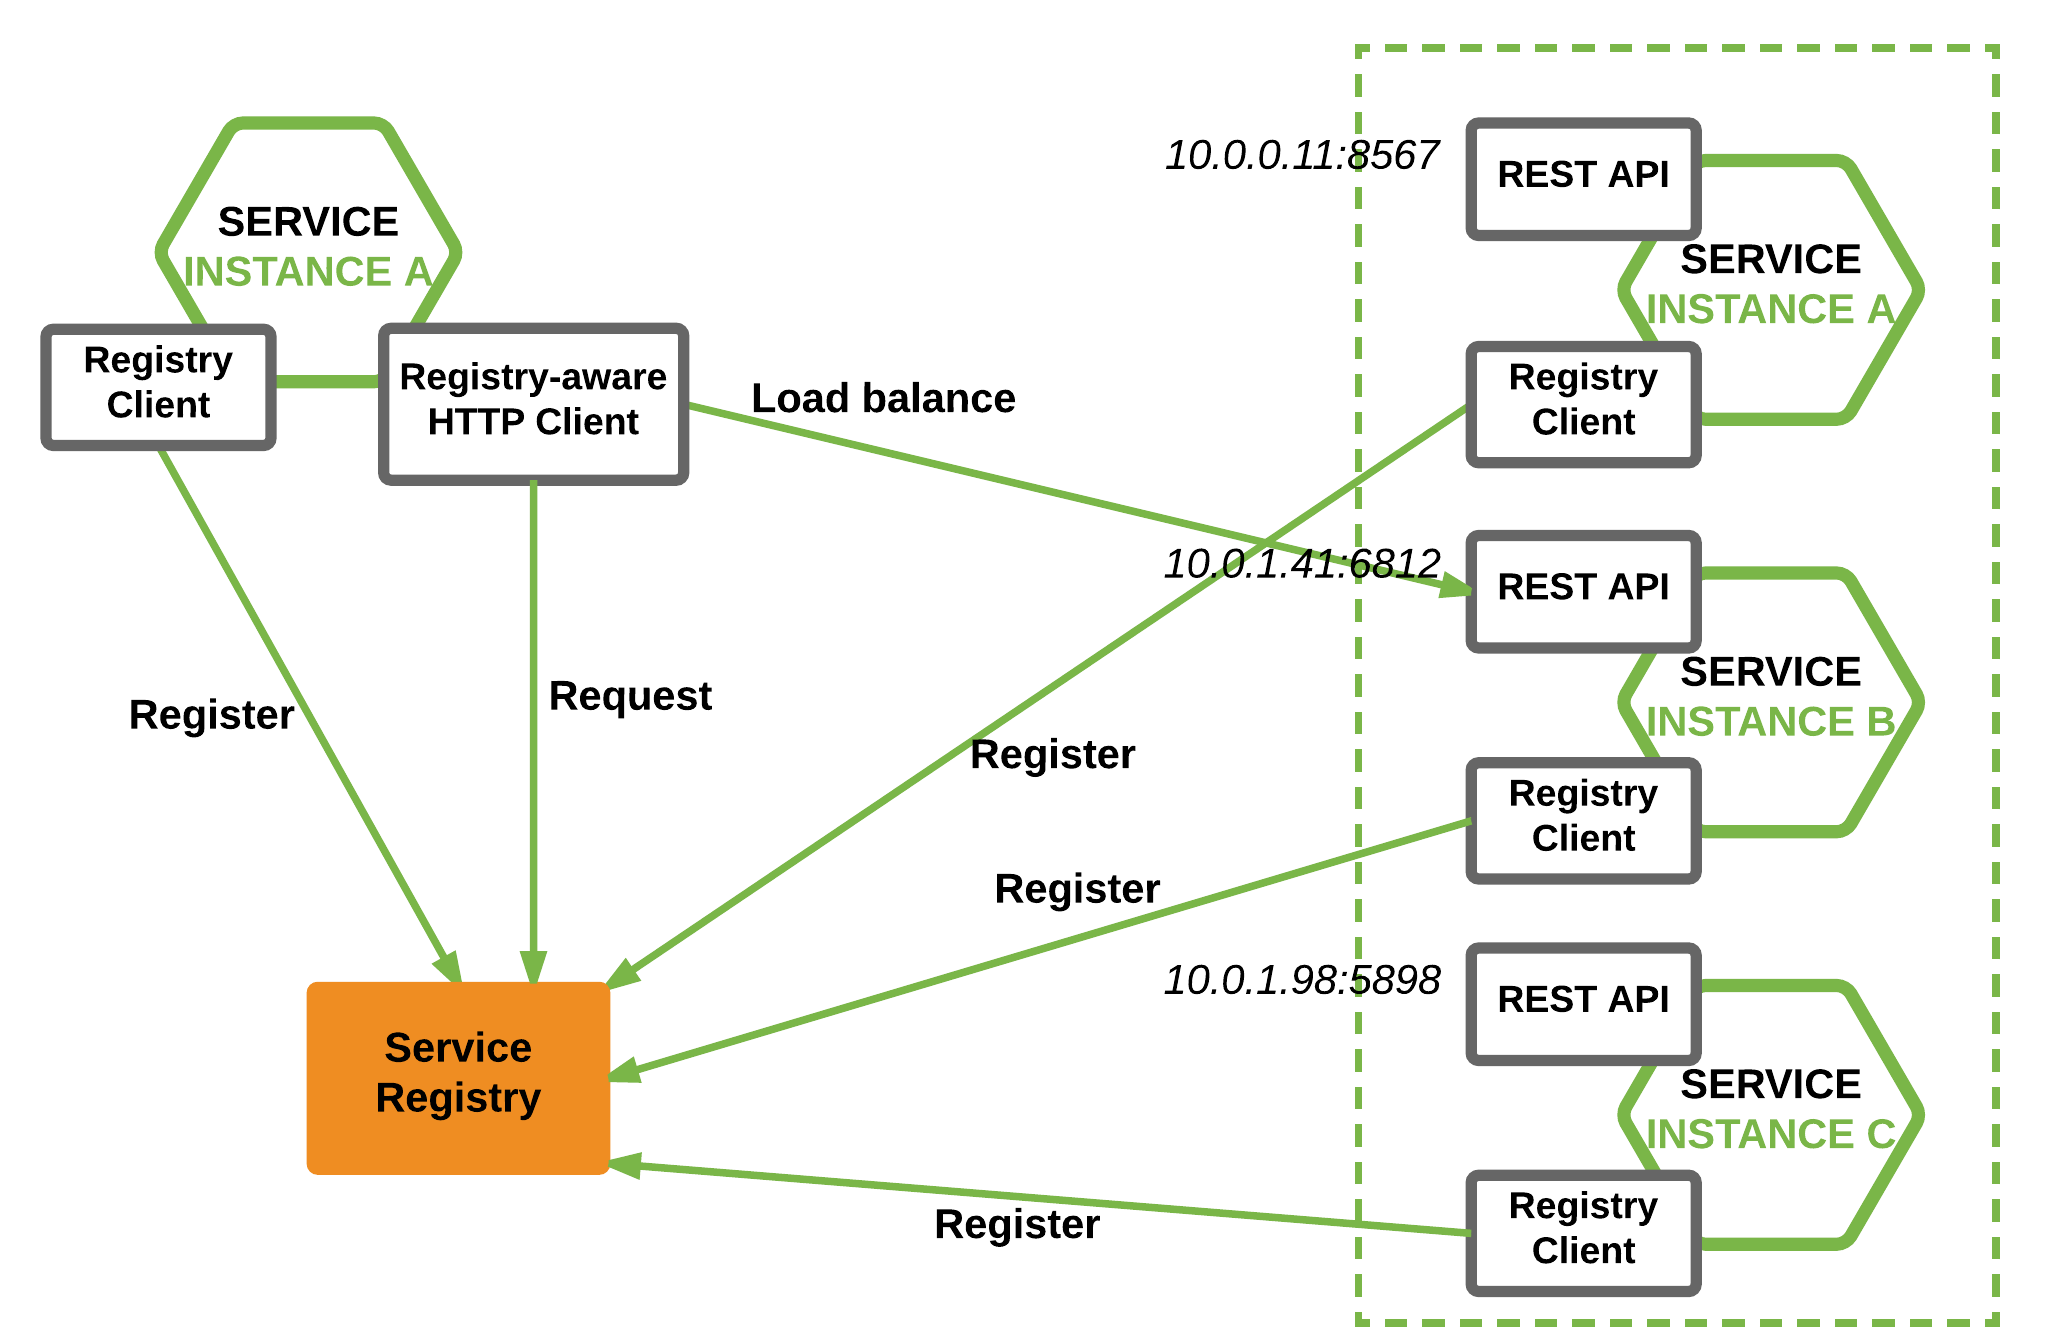 SERVICE
INSTANCE A
Registry
Client
Registry-aware
HTTP Client
Load balance
Register
Request
Service
Registry
Register
Register
Register
10.0.0.11:8567
REST API
SERVICE
INSTANCE A
Registry
Client
10.0.1.41:6812
REST API
SERVICE
INSTANCE B
Registry
Client
10.0.1.98:5898
REST API
SERVICE
INSTANCE C
Registry
Client